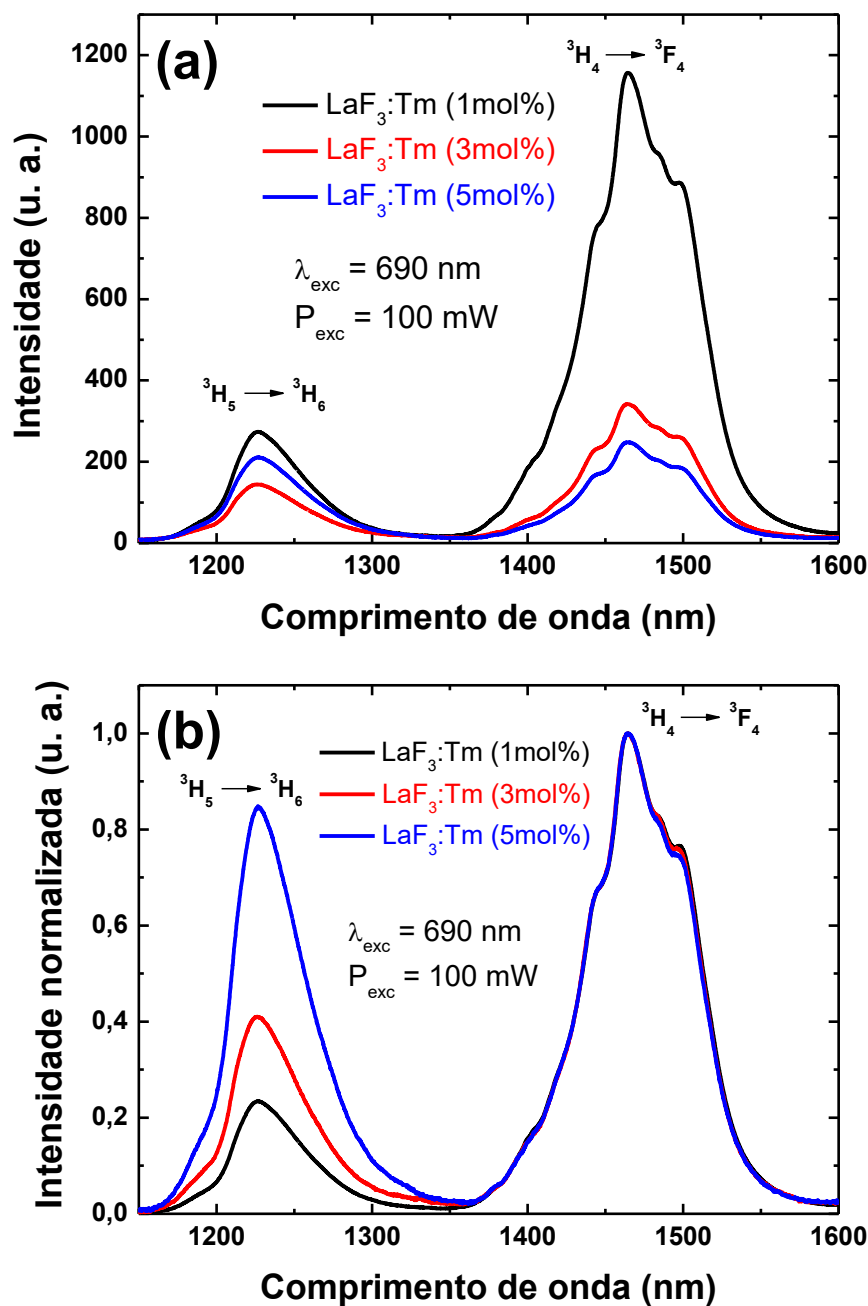 (a)
³H₄ → ³F₄
LaF₃:Tm (1mol%)
LaF₃:Tm (3mol%)
LaF₃:Tm (5mol%)
λexc = 690 nm
Pexc = 100 mW
³H₅ → ³H₆
Intensidade (u. a.)
1200
1000
800
600
400
200
0
1200 1300 1400 1500 1600
Comprimento de onda (nm)
(b)
³H₄ → ³F₄
LaF₃:Tm (1mol%)
³H₅ → ³H₆
LaF₃:Tm (3mol%)
LaF₃:Tm (5mol%)
λexc = 690 nm
Pexc = 100 mW
Intensidade normalizada (u. a.)
1,0
0,8
0,6
0,4
0,2
0,0
1200 1300 1400 1500 1600
Comprimento de onda (nm)